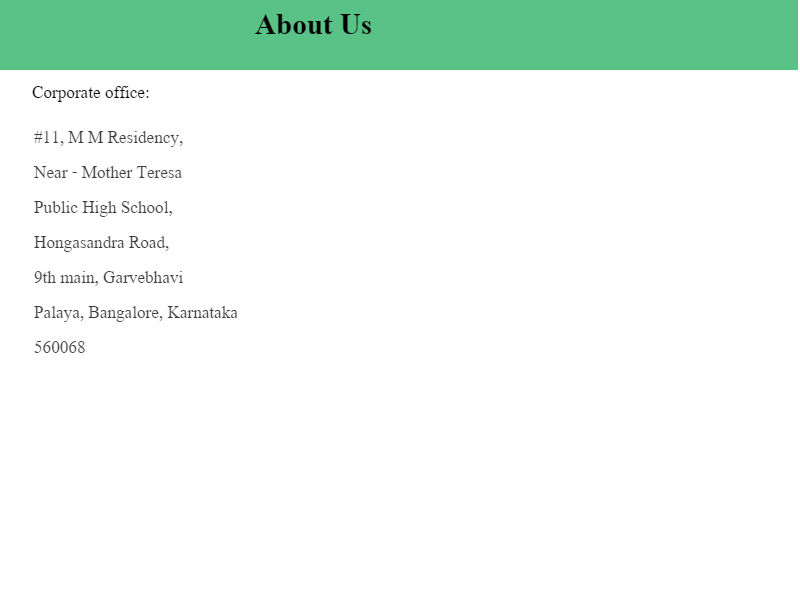 About Us
Corporate office:
#11, M M Residency,
Near - Mother Teresa
Public High School,
Hongasandra Road,
9th main, Garvebhavi
Palaya, Bangalore, Karnataka
560068